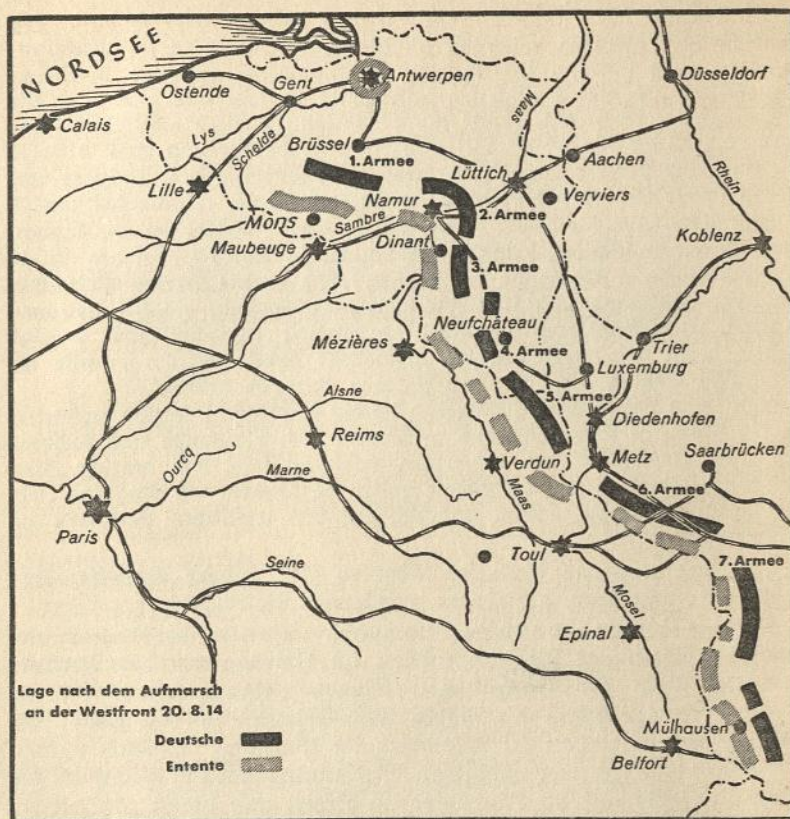 NORDSEE
Ostende
Gent
Antwerpen
Düsseldorf
Calais
Lys
Schelde
Brüssel
Maas
Rhein
1. Armee
Lüttich
Aachen
Lille
Namur
Verviers
Mons
Sambre
2. Armee
Maubeuge
Dinant
Koblenz
3. Armee
Neufchâteau
Mézières
4. Armee
Trier
Luxemburg
Alsne
5. Armee
Diedenhofen
Reims
Ourcq
Verdun
Metz
Saarbrücken
Marne
Maas
6. Armee
Paris
Toul
7. Armee
Seine
Mosel
Epinal
Lage nach dem Aufmarsch
an der Westfront 20.8.14
Deutsche
Entente
Mülhausen
Belfort